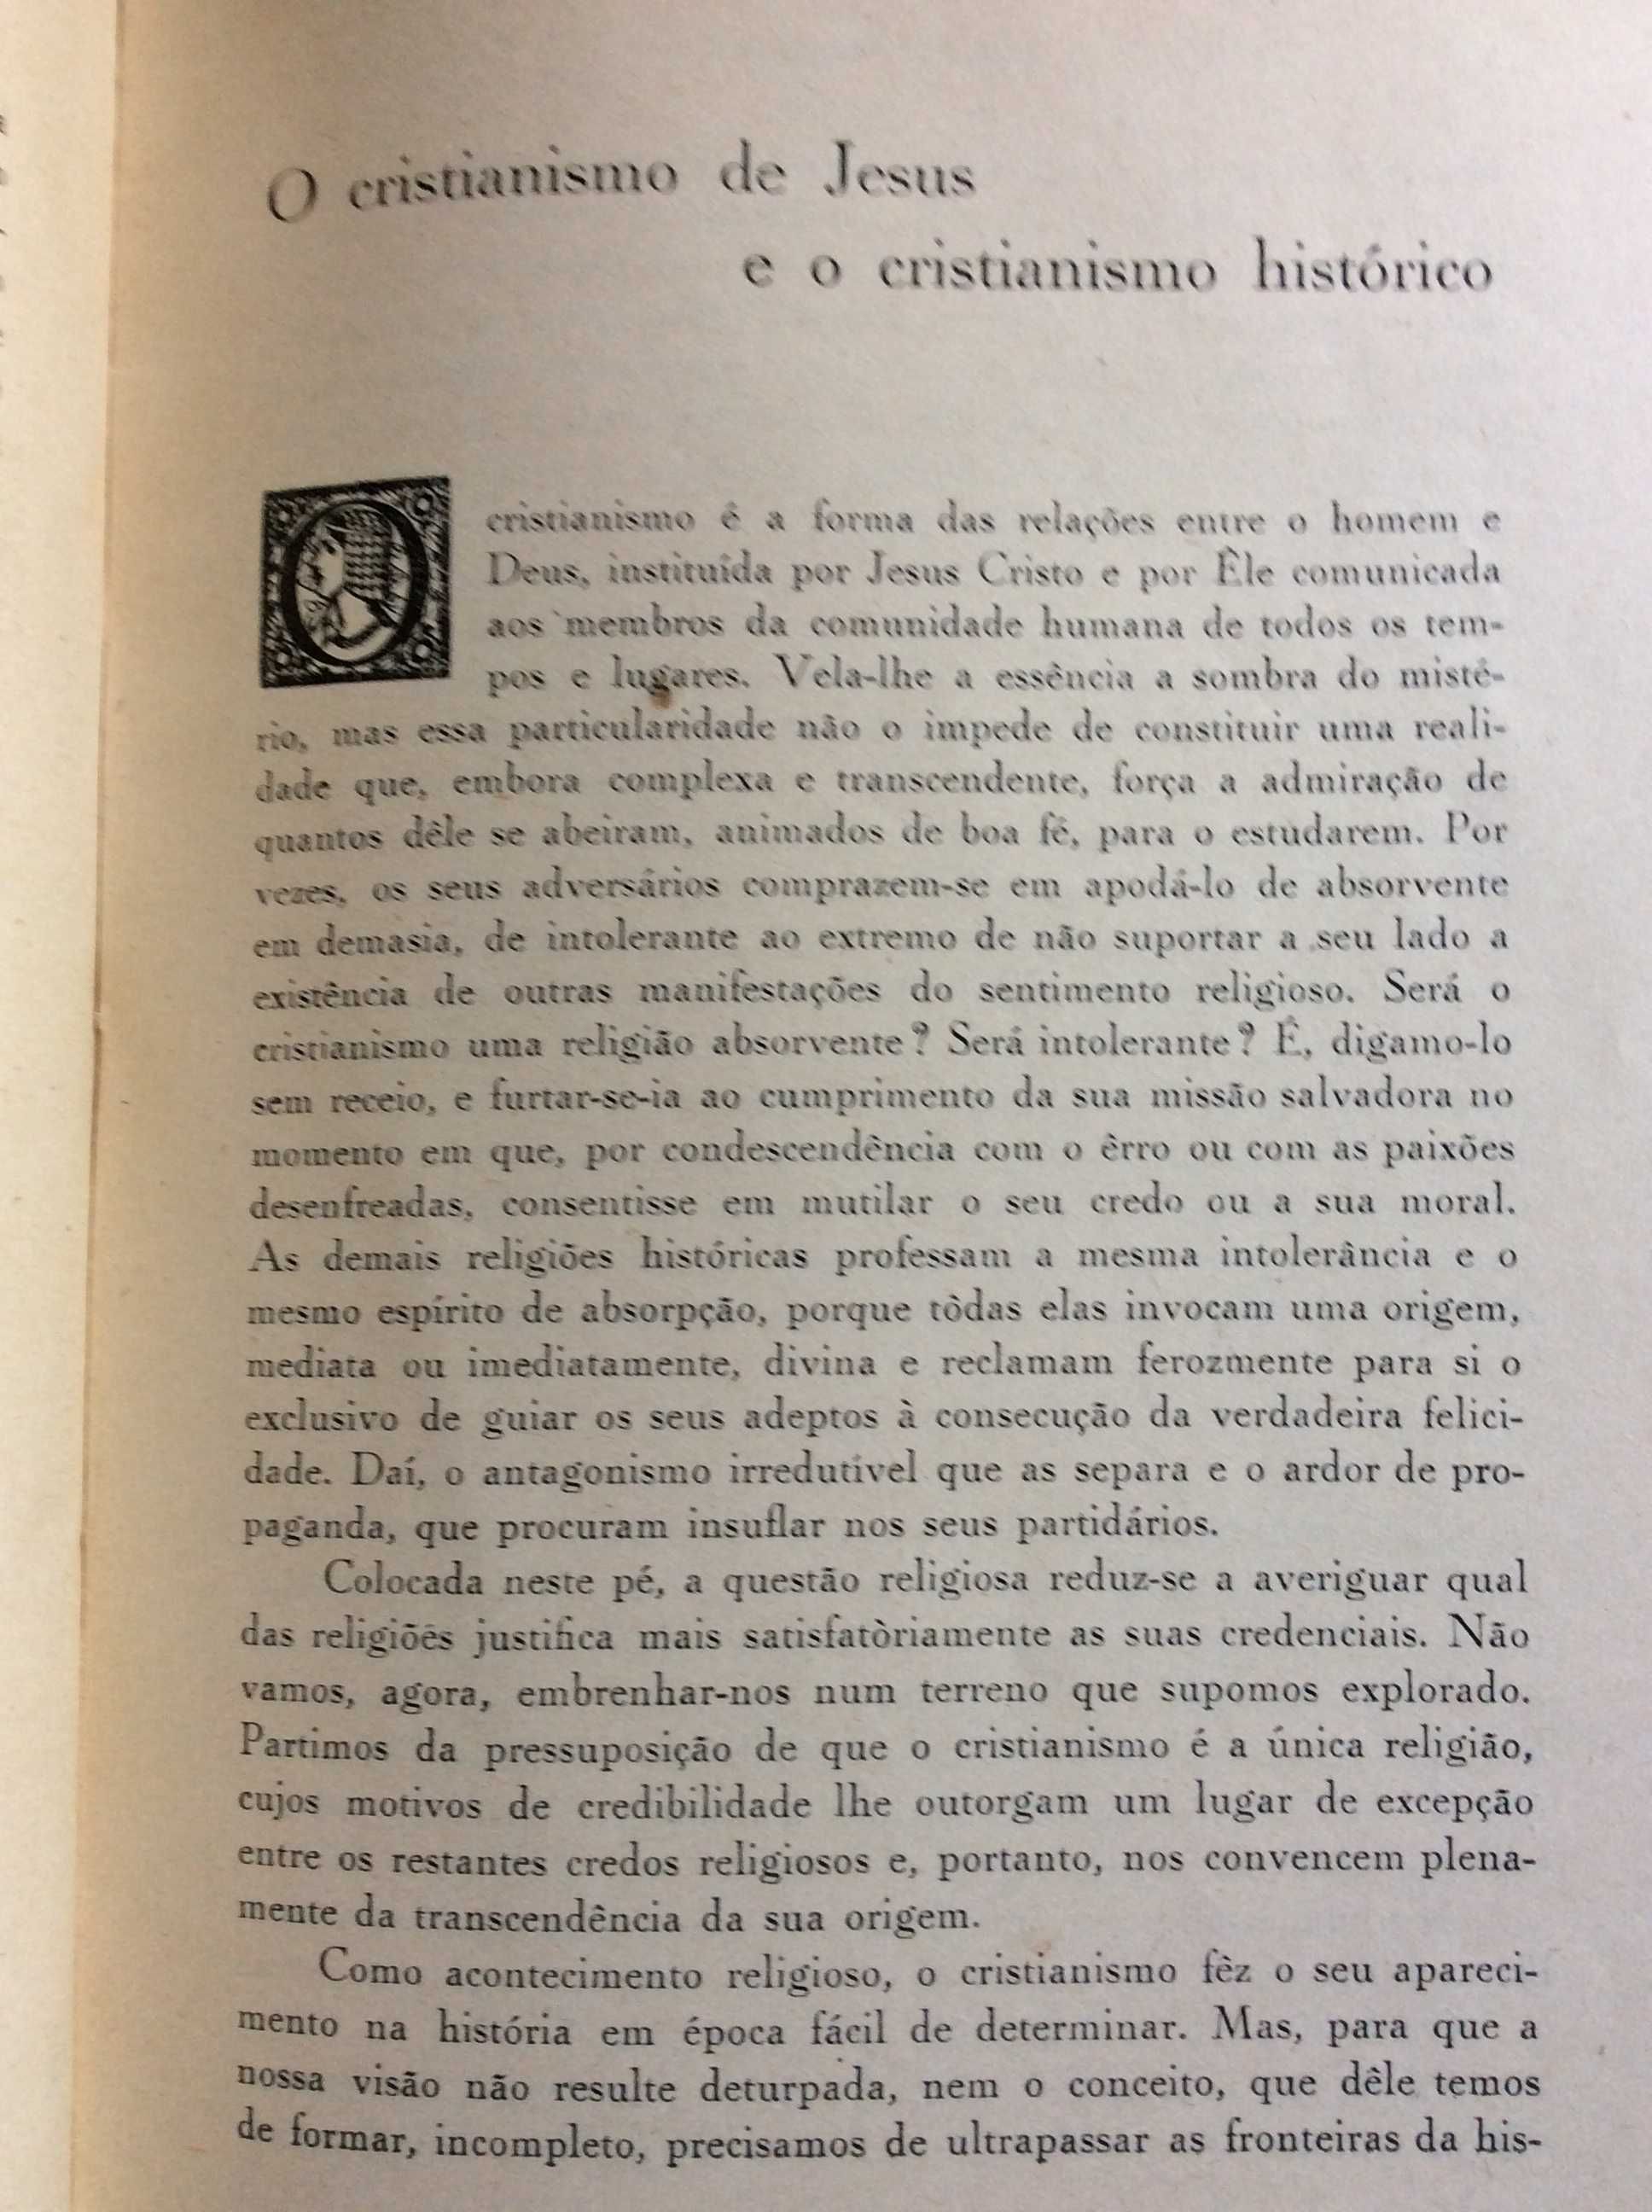 O cristianismo de Jesus
e o cristianismo histórico
O cristianismo é a forma das relações entre o homem e
Deus, instituída por Jesus Cristo e por Êle comunicada
aos membros da comunidade humana de todos os tem-
pos e lugares. Vela-lhe a essência a sombra do misté-
rio, mas essa particularidade não o impede de constituir uma reali-
dade que, embora complexa e transcendente, força a admiração de
quantos dêle se abeiram, animados de boa fé, para o estudarem. Por
vezes, os seus adversários comprazem-se em apodá-lo de absorvente
em demasia, de intolerante ao extremo de não suportar a seu lado a
existência de outras manifestações do sentimento religioso. Será o
cristianismo uma religião absorvente? Será intolerante? É, digamo-lo
sem receio, e furtar-se-ia ao cumprimento da sua missão salvadora no
momento em que, por condescendência com o êrro ou com as paixões
desenfreadas, consentisse em mutilar o seu credo ou a sua moral.
As demais religiões históricas professam a mesma intolerância e o
mesmo espírito de absorpção, porque tôdas elas invocam uma origem,
mediata ou imediatamente, divina e reclamam ferozmente para si o
exclusivo de guiar os seus adeptos à consecução da verdadeira felici-
dade. Daí, o antagonismo irredutível que as separa e o ardor de pro-
paganda, que procuram insuflar nos seus partidários.
Colocada neste pé, a questão religiosa reduz-se a averiguar qual
das religiões justifica mais satisfatòriamente as suas credenciais. Não
vamos, agora, embrenhar-nos num terreno que supomos explorado.
Partimos da pressuposição de que o cristianismo é a única religião,
cujos motivos de credibilidade lhe outorgam um lugar de excepção
entre os restantes credos religiosos e, portanto, nos convencem plena-
mente da transcendência da sua origem.
Como acontecimento religioso, o cristianismo fêz o seu apareci-
mento na história em época fácil de determinar. Mas, para que a
nossa visão não resulte deturpada, nem o conceito, que dêle temos
de formar, incompleto, precisamos de ultrapassar as fronteiras da his-